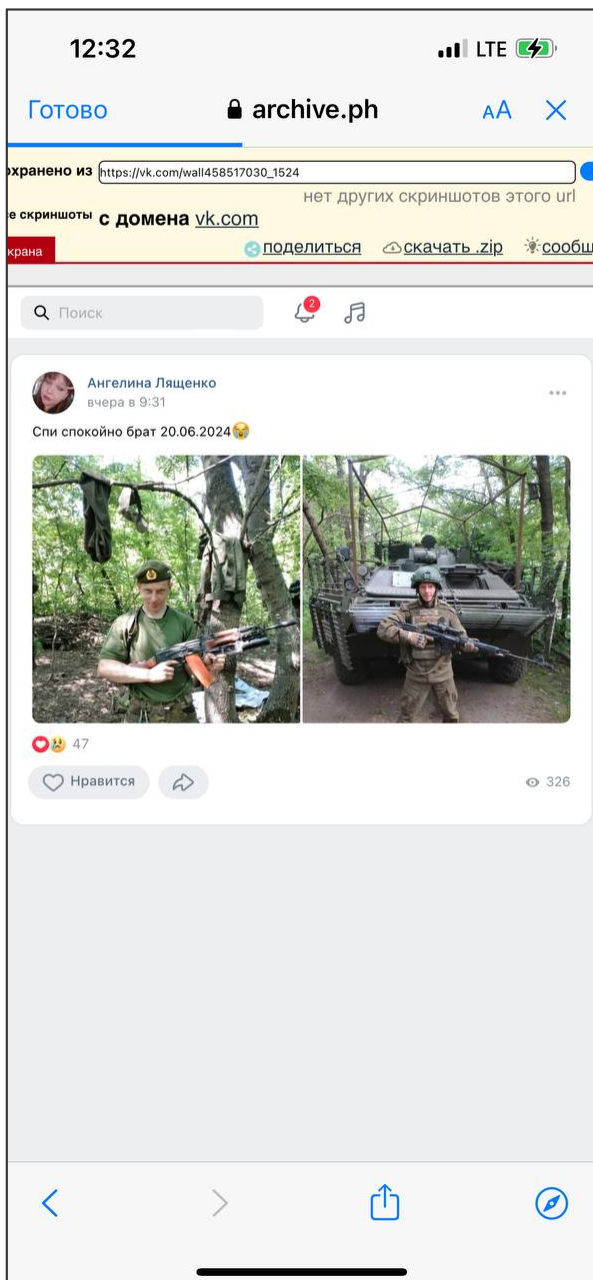 12:32
LTE
Готово
archive.ph
AA
охранено из https://vk.com/wall458517030_1524
нет других скриншотов этого url
е скриншоты с домена vk.com
крана
поделиться скачать .zip сообщ
Поиск
2
Ангелина Лященко
вчера в 9:31
Спи спокойно брат 20.06.2024
47
Нравится
326